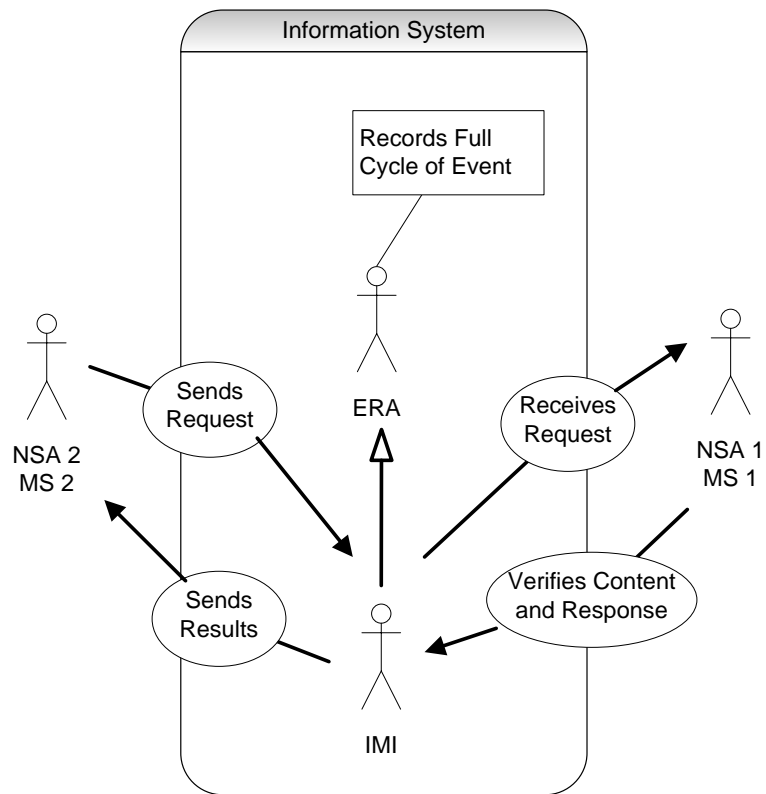 Information System
Records Full
Cycle of Event
Sends
Request
ERA
Receives
Request
NSA 2
MS 2
NSA 1
MS 1
Sends
Results
Verifies Content
and Response
IMI